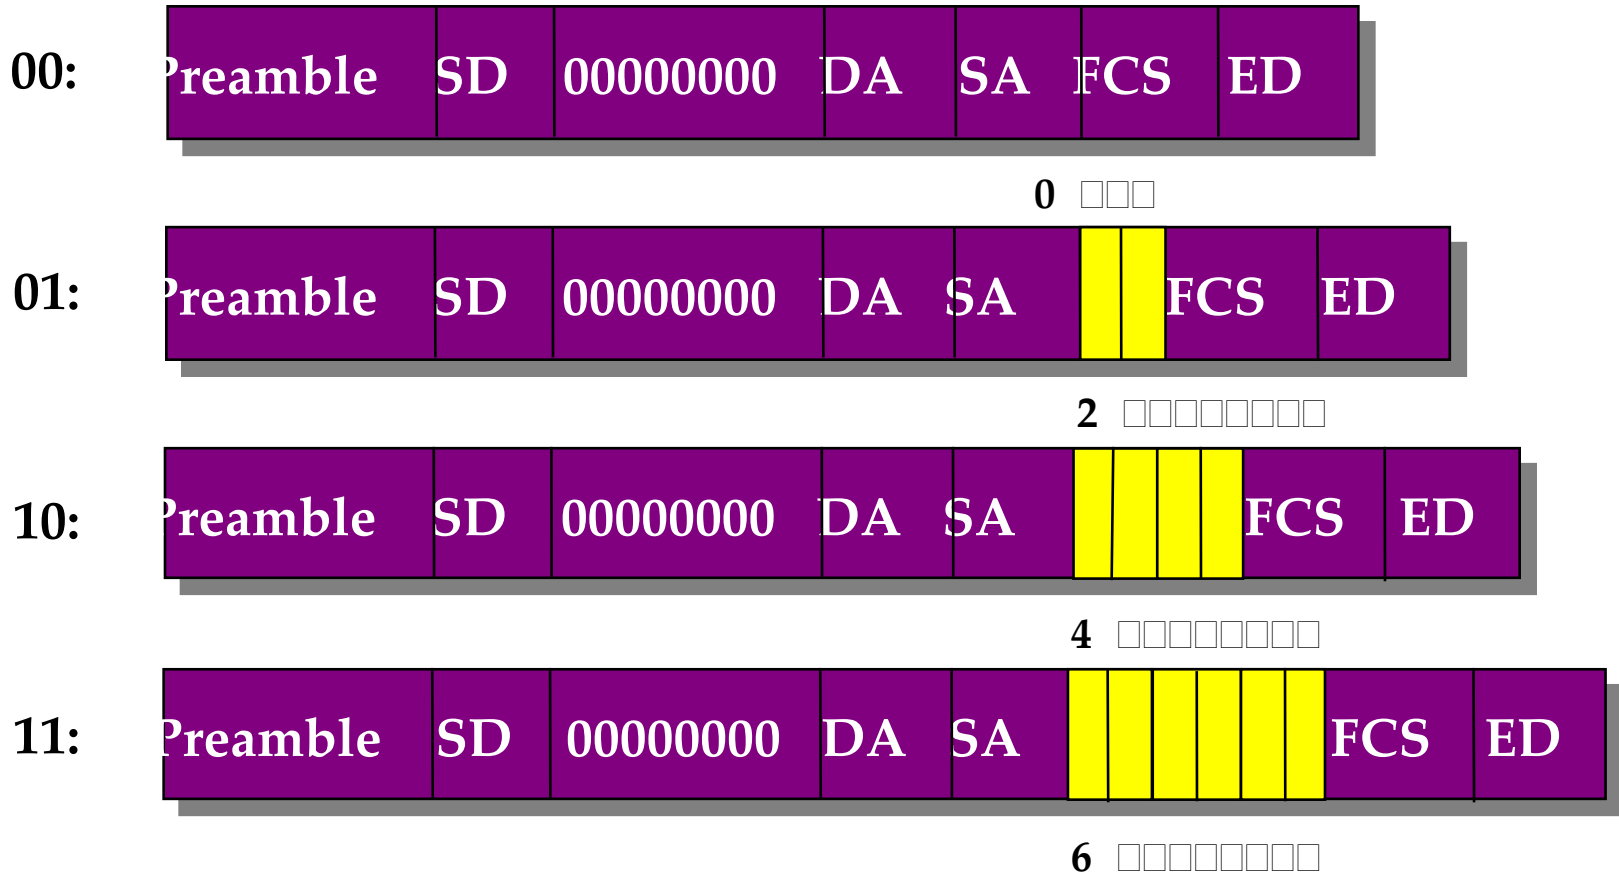 00: Preamble SD 00000000 DA SA FCS ED
0 □□□
01: Preamble SD 00000000 DA SA FCS ED
2 □□□□□□□□
10: Preamble SD 00000000 DA SA FCS ED
4 □□□□□□□□
11: Preamble SD 00000000 DA SA FCS ED
6 □□□□□□□□